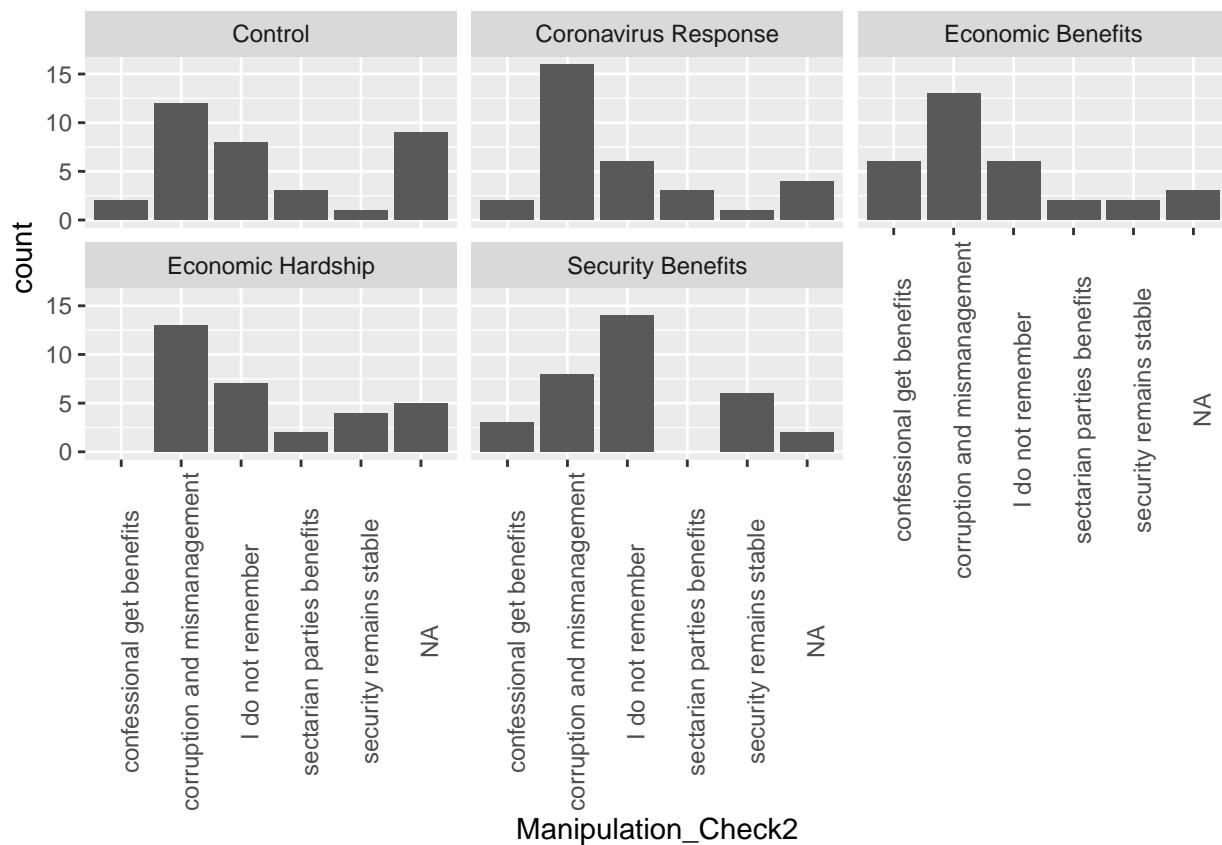 Control
Coronavirus Response
Economic Benefits
15
10
5
0
Economic Hardship
Security Benefits
15
10
5
0
count
confessional get benefits
corruption and mismanagement
I do not remember
sectarian parties benefits
security remains stable
NA
confessional get benefits
corruption and mismanagement
I do not remember
sectarian parties benefits
security remains stable
NA
confessional get benefits
corruption and mismanagement
I do not remember
sectarian parties benefits
security remains stable
NA
Manipulation_Check2